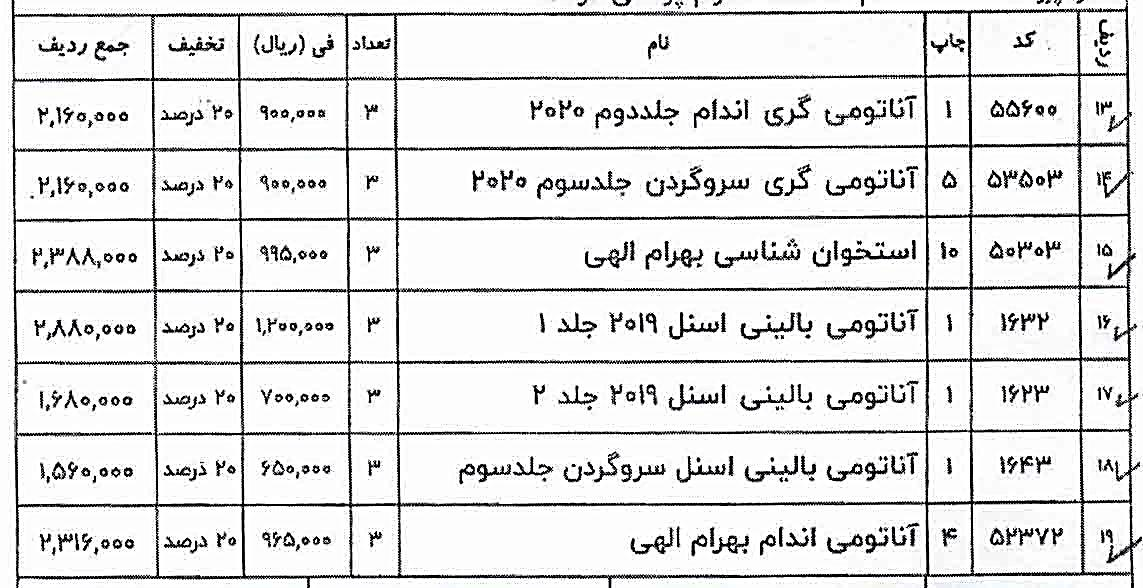 ردیف کد چاپ نام تعداد فی (ریال) تخفیف جمع ردیف
۱۳ ۵۵۶۰۰ ۱ آناتومی گری اندام جلددوم ۲۰۲۰ ۳ ۹۰۰,۰۰۰ ۲۰ درصد ۲,۱۶۰,۰۰۰
۱۴ ۵۳۵۰۳ ۵ آناتومی گری سروگردن جلدسوم ۲۰۲۰ ۳ ۹۰۰,۰۰۰ ۲۰ درصد ۲,۱۶۰,۰۰۰
۱۵ ۵۰۳۰۳ ۱۰ استخوان شناسی بهرام الهی ۳ ۹۹۵,۰۰۰ ۲۰ درصد ۲,۳۸۸,۰۰۰
۱۶ ۱۶۳۲ ۱ آناتومی بالینی اسنل ۲۰۱۹ جلد ۱ ۳ ۱,۲۰۰,۰۰۰ ۲۰ درصد ۲,۸۸۰,۰۰۰
۱۷ ۱۶۲۳ ۱ آناتومی بالینی اسنل ۲۰۱۹ جلد ۲ ۳ ۷۰۰,۰۰۰ ۲۰ درصد ۱,۶۸۰,۰۰۰
۱۸ ۱۶۴۳ ۱ آناتومی بالینی اسنل سروگردن جلدسوم ۳ ۶۵۰,۰۰۰ ۲۰ درصد ۱,۵۶۰,۰۰۰
۱۹ ۵۲۳۷۲ ۴ آناتومی اندام بهرام الهی ۳ ۹۶۵,۰۰۰ ۲۰ درصد ۲,۳۱۶,۰۰۰